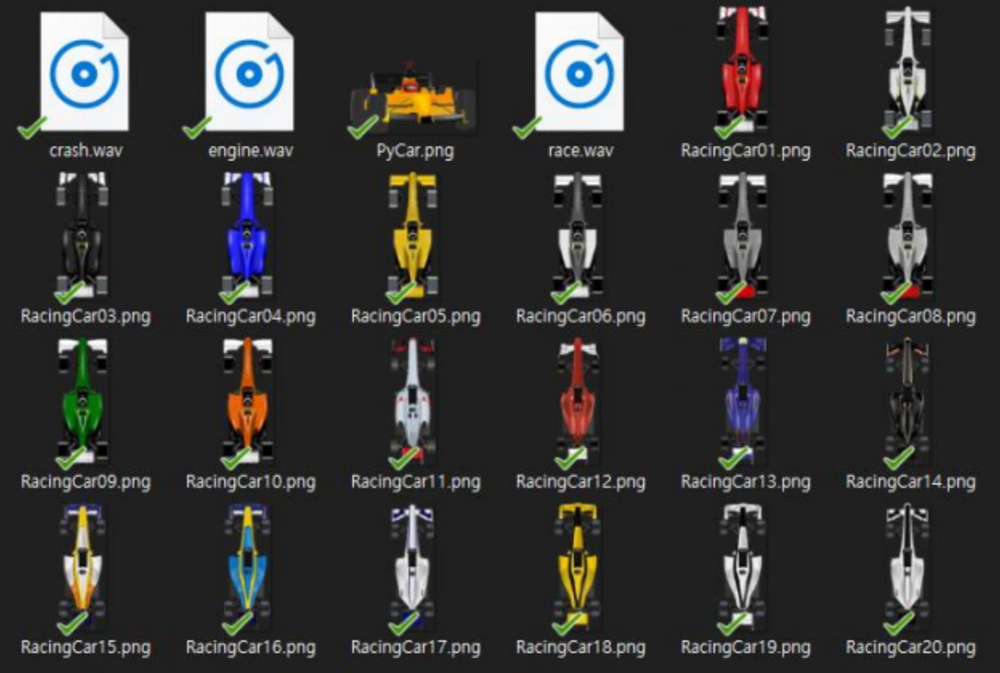 crash.wav
engine.wav
PyCar.png
race.wav
RacingCar01.png
RacingCar02.png
RacingCar03.png
RacingCar04.png
RacingCar05.png
RacingCar06.png
RacingCar07.png
RacingCar08.png
RacingCar09.png
RacingCar10.png
RacingCar11.png
RacingCar12.png
RacingCar13.png
RacingCar14.png
RacingCar15.png
RacingCar16.png
RacingCar17.png
RacingCar18.png
RacingCar19.png
RacingCar20.png